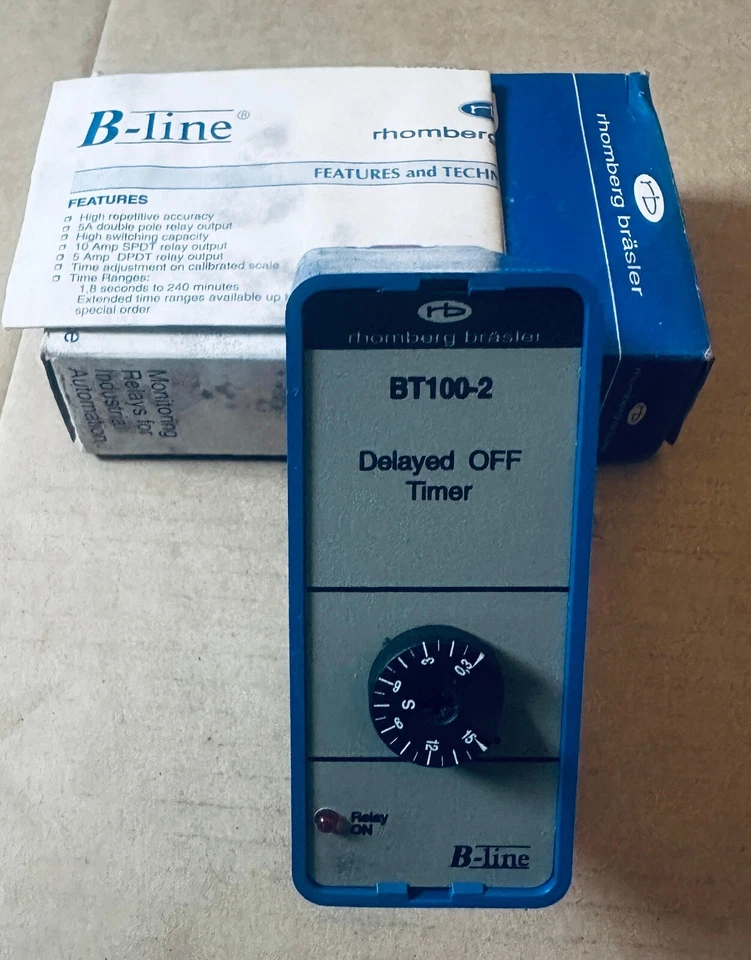 B-line®
rhomberg
FEATURES and TECHN
FEATURES
High repetitive accuracy
5A double pole relay output
High switching capacity
10 Amp SPDT relay output
5 Amp DPDT relay output
Time adjustment on calibrated scale
Time Ranges:
1,8 seconds to 240 minutes
Extended time ranges available up
special order
rb
rhomberg bräsler
e
Monitoring
Relays for
Industrial
Automation
rb
rhomberg bräsler
BT100-2
Delayed OFF
Timer
0,3
3
6
S
9
12
15
Relay
ON
B-line